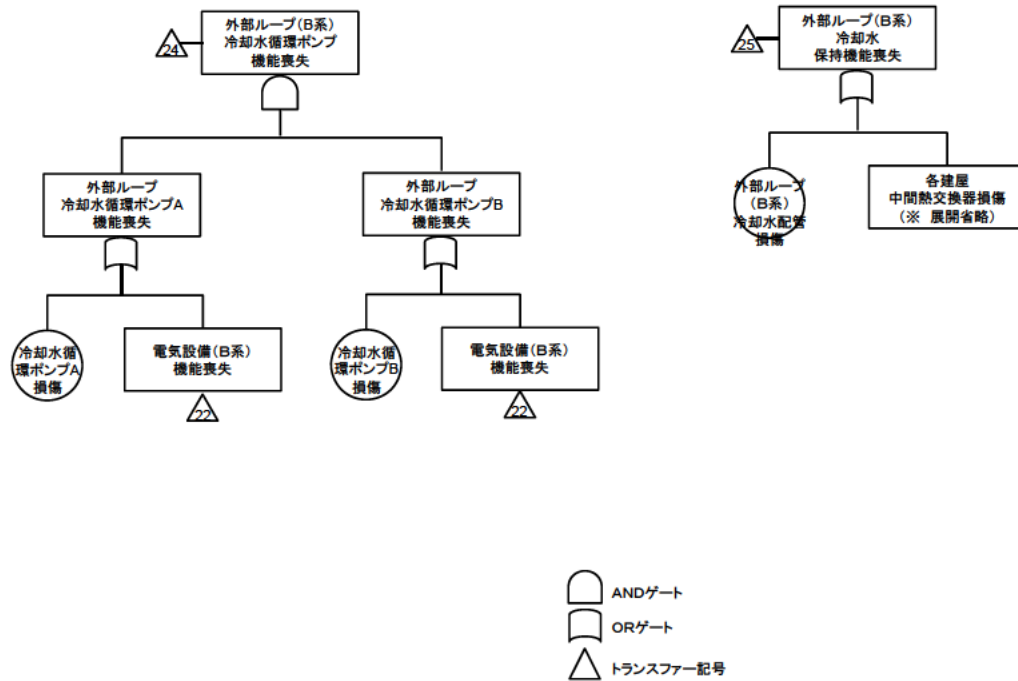 24
外部ループ(B系)
冷却水循環ポンプ
機能喪失
25
外部ループ(B系)
冷却水
保持機能喪失
外部ループ
冷却水循環ポンプA
機能喪失
外部ループ
冷却水循環ポンプB
機能喪失
外部ループ
(B系)
冷却水配管
損傷
各建屋
中間熱交換器損傷
(※ 展開省略)
冷却水循
環ポンプA
損傷
電気設備(B系)
機能喪失
22
冷却水循
環ポンプB
損傷
電気設備(B系)
機能喪失
22
ANDゲート
ORゲート
トランスファー記号